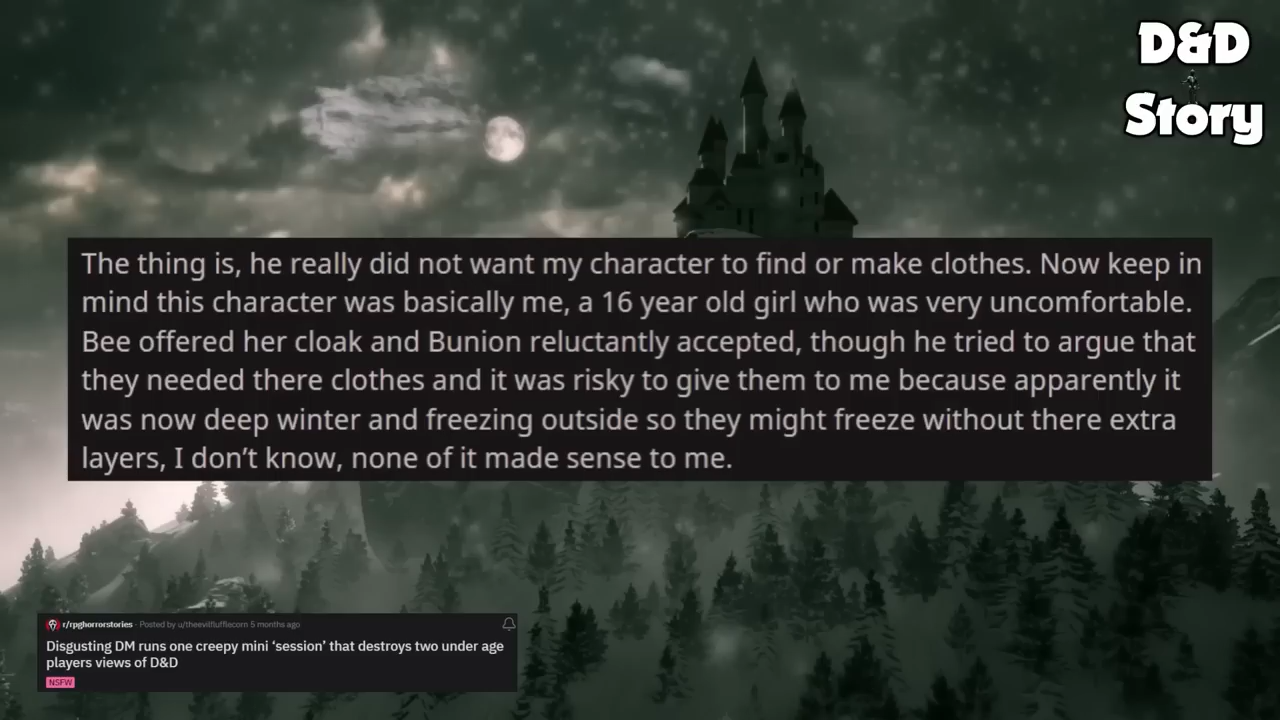 D&D
Story
The thing is, he really did not want my character to find or make clothes. Now keep in
mind this character was basically me, a 16 year old girl who was very uncomfortable.
Bee offered her cloak and Bunion reluctantly accepted, though he tried to argue that
they needed there clothes and it was risky to give them to me because apparently it
was now deep winter and freezing outside so they might freeze without there extra
layers, I don’t know, none of it made sense to me.
r/rpghorrorstories · Posted by u/theevilflufflecorn 5 months ago
Disgusting DM runs one creepy mini ‘session’ that destroys two under age
players views of D&D
NSFW